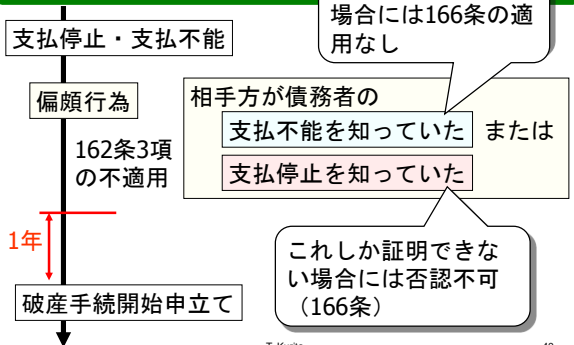 場合には166条の適
用なし
支払停止・支払不能
偏頗行為
相手方が債務者の
支払不能を知っていた または
支払停止を知っていた
162条3項
の不適用
1年
これしか証明できな
い場合には否認不可
（166条）
破産手続開始申立て